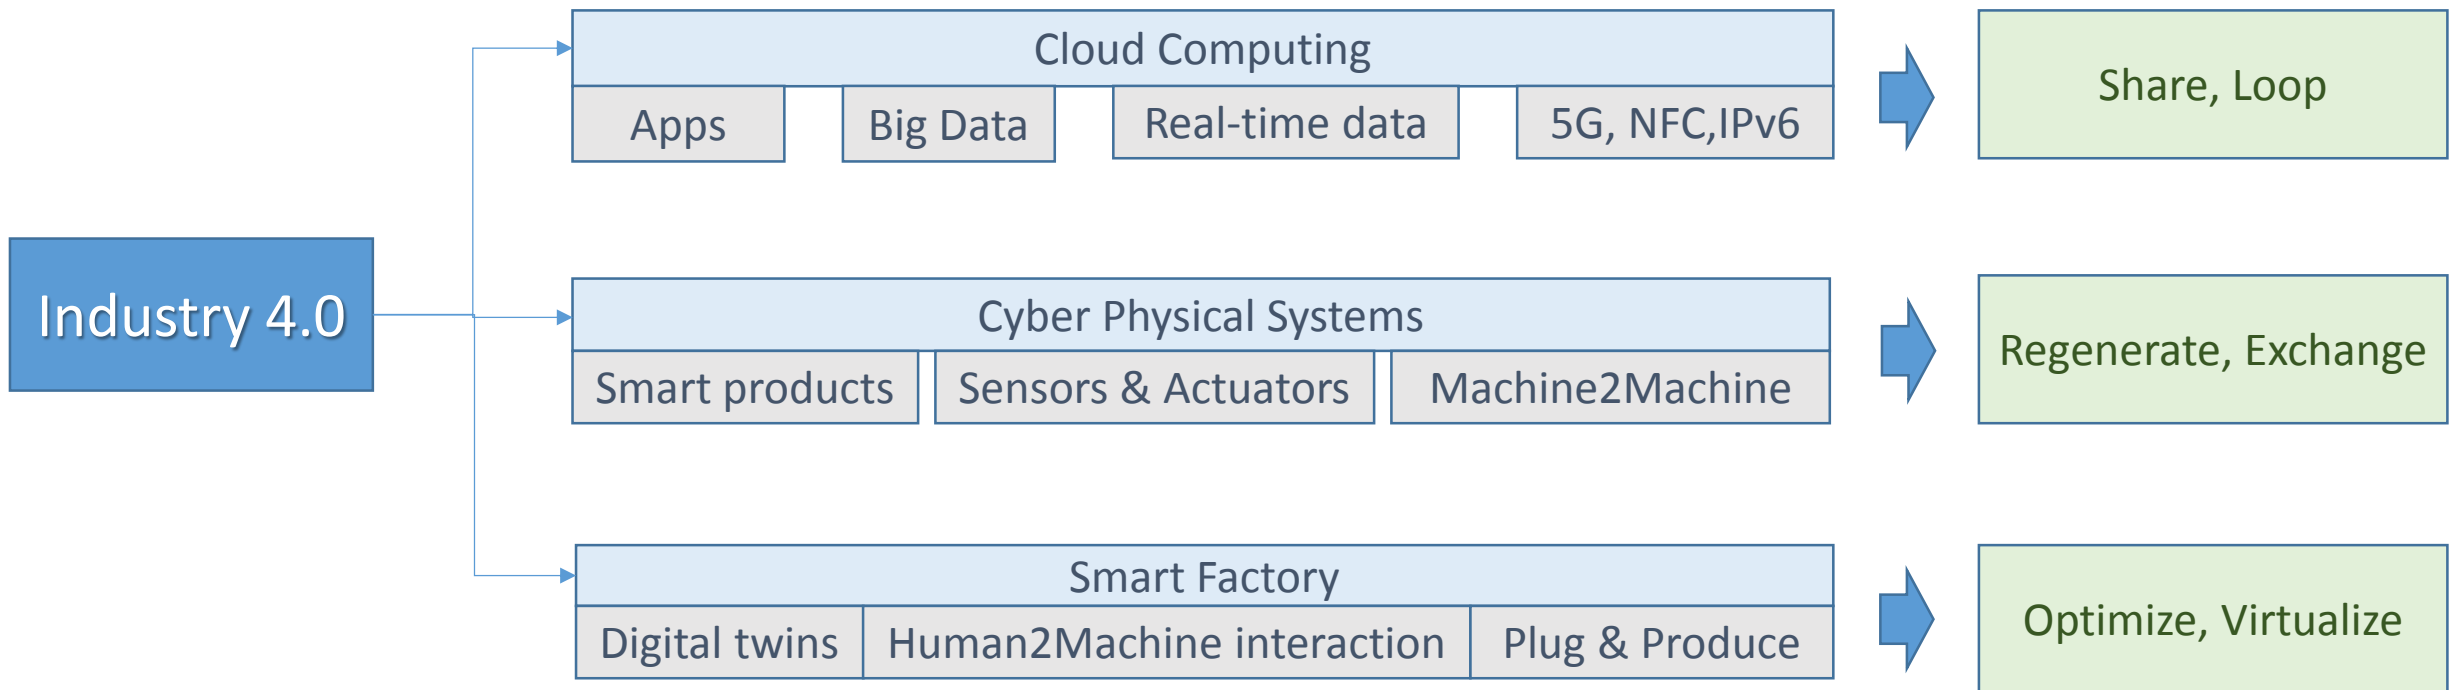 Cloud Computing
Apps
Big Data
Real-time data
5G, NFC,IPv6
Share, Loop
Industry 4.0
Cyber Physical Systems
Smart products
Sensors & Actuators
Machine2Machine
Regenerate, Exchange
Smart Factory
Digital twins
Human2Machine interaction
Plug & Produce
Optimize, Virtualize